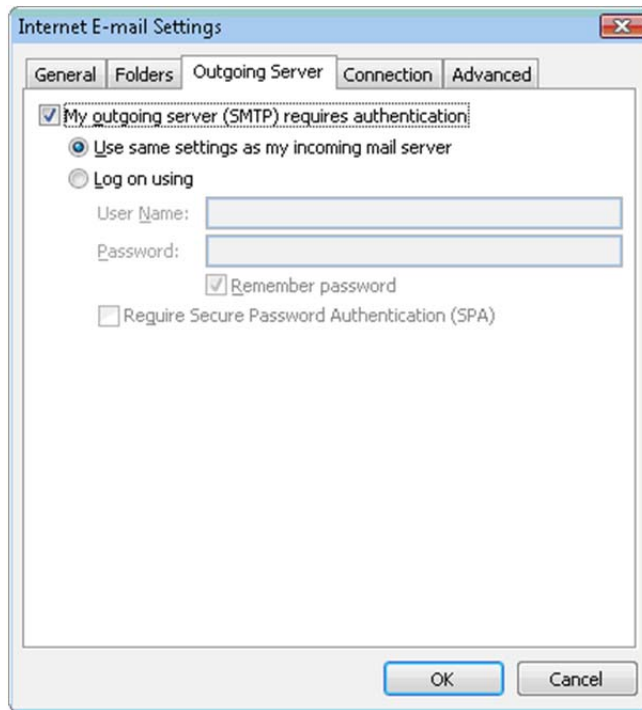 Internet E-mail Settings
General Folders Outgoing Server Connection Advanced
My outgoing server (SMTP) requires authentication
Use same settings as my incoming mail server
Log on using
User Name:
Password:
Remember password
Require Secure Password Authentication (SPA)
OK Cancel